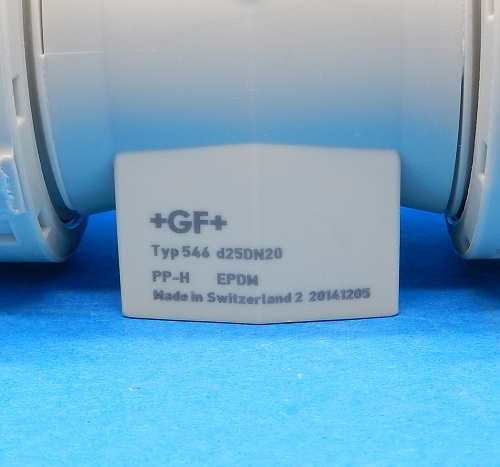 +GF+
Typ 546 d25DN20
PP-H EPDM
Made in Switzerland 2 20141205